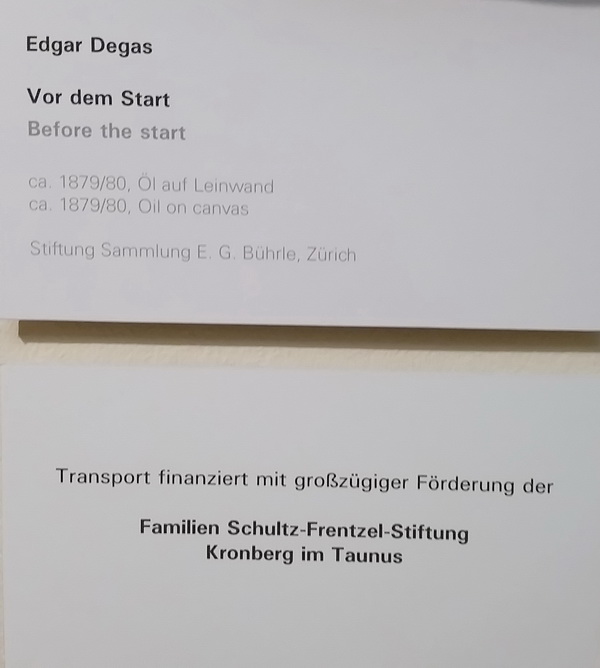 Edgar Degas
Vor dem Start
Before the start
ca. 1879/80, Öl auf Leinwand
ca. 1879/80, Oil on canvas
Stiftung Sammlung E. G. Bührle, Zürich
Transport finanziert mit großzügiger Förderung der
Familien Schultz-Frentzel-Stiftung
Kronberg im Taunus